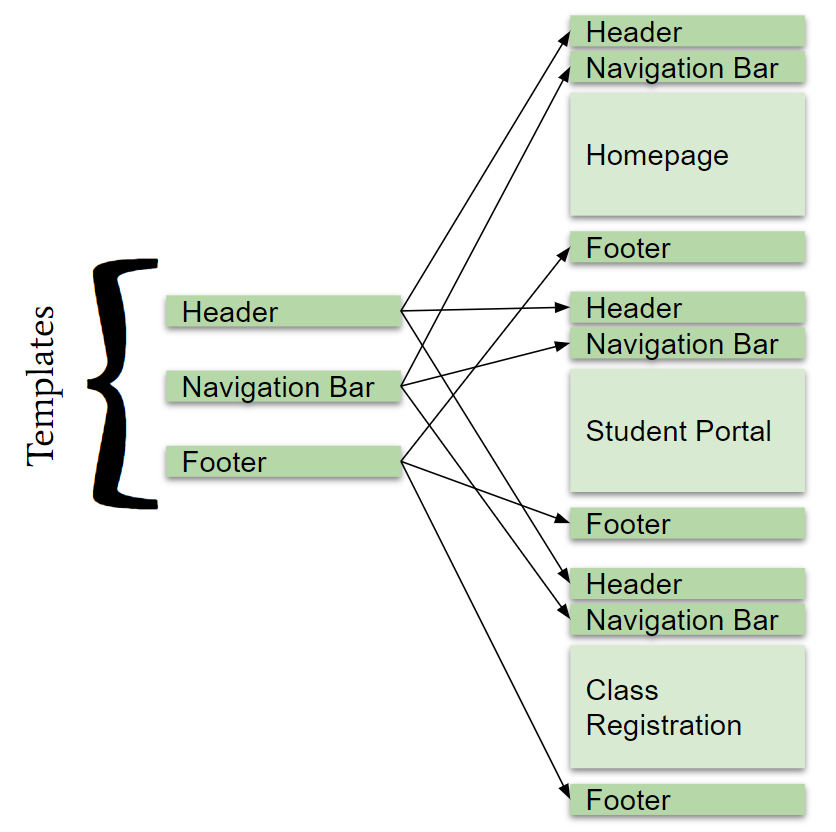 Templates
Header
Navigation Bar
Footer
Header
Navigation Bar
Homepage
Footer
Header
Navigation Bar
Student Portal
Footer
Header
Navigation Bar
Class
Registration
Footer